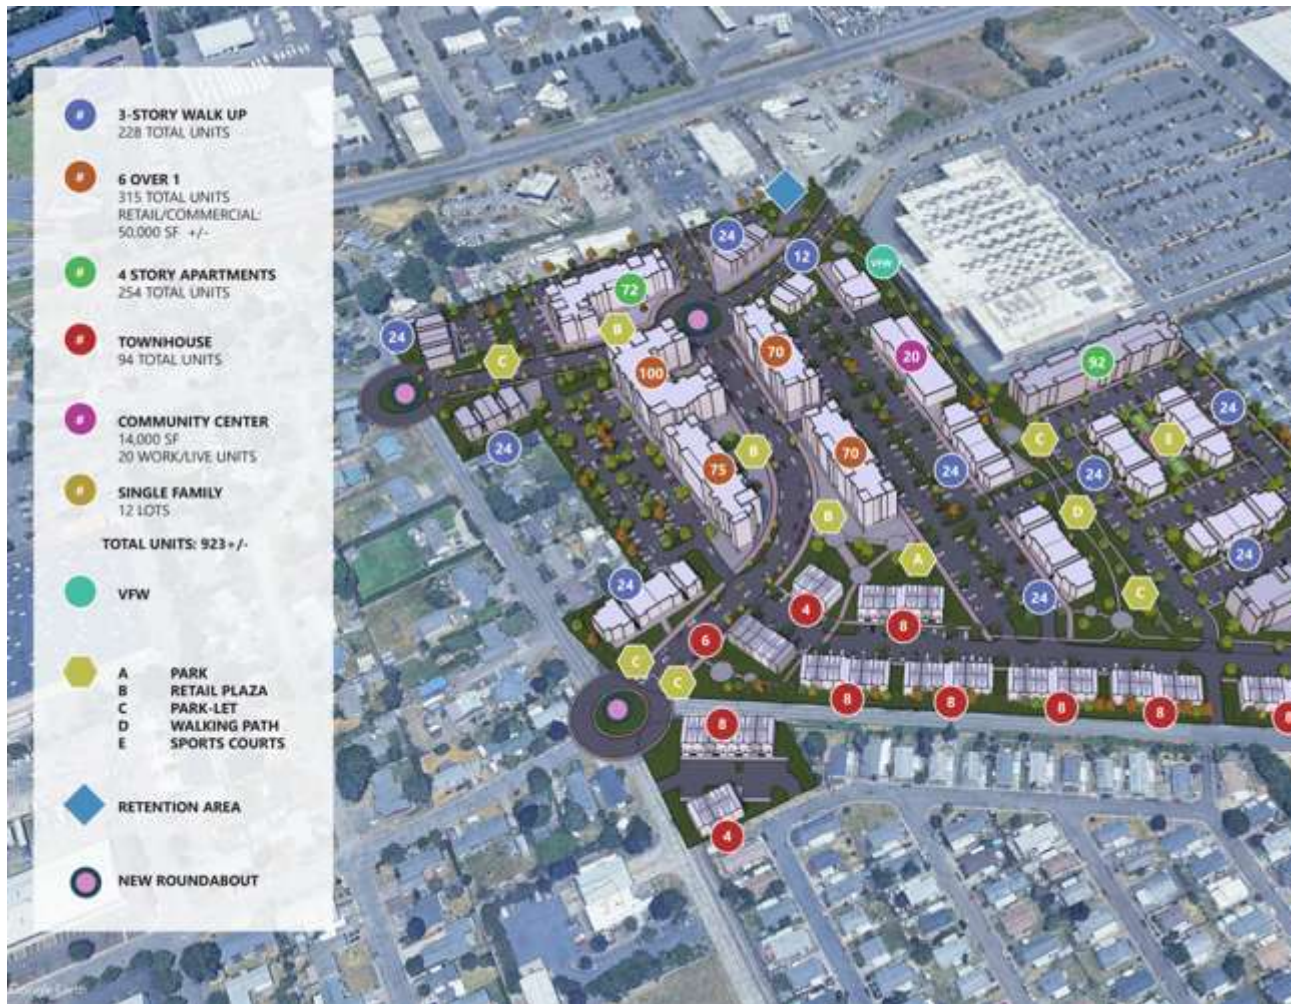 #
3-STORY WALK UP
228 TOTAL UNITS
#
6 OVER 1
315 TOTAL UNITS
RETAIL/COMMERCIAL:
50,000 SF +/-
#
4 STORY APARTMENTS
254 TOTAL UNITS
#
TOWNHOUSE
94 TOTAL UNITS
#
COMMUNITY CENTER
14,000 SF
20 WORK/LIVE UNITS
#
SINGLE FAMILY
12 LOTS
TOTAL UNITS: 923+/-
VFW
A PARK
B RETAIL PLAZA
C PARK-LET
D WALKING PATH
E SPORTS COURTS
RETENTION AREA
NEW ROUNDABOUT
24
12
VFW
72
B
24
C
70
100
20
92
24
24
B
75
70
C
E
24
24
B
D
24
A
24
24
4
8
C
6
C
C
8
8
8
8
8
8
4
Google Earth